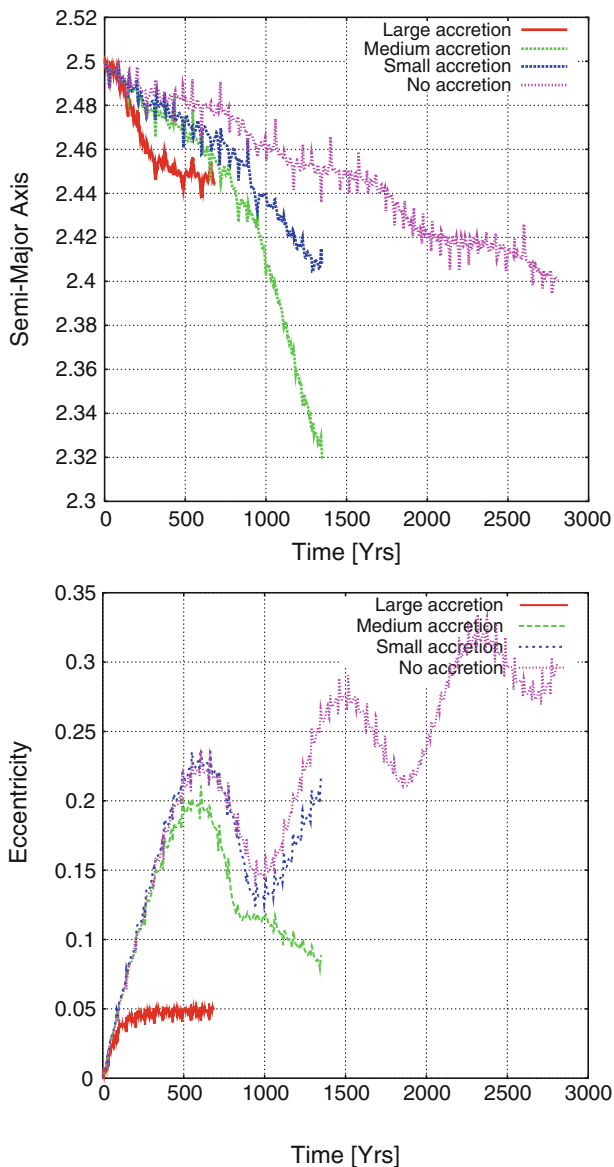 2.52
2.5
2.48
2.46
2.44
2.42
2.4
2.38
2.36
2.34
2.32
2.3
Semi-Major Axis
Large accretion
Medium accretion
Small accretion
No accretion
0 500 1000 1500 2000 2500 3000
Time [Yrs]
0.35
0.3
0.25
0.2
0.15
0.1
0.05
0
Eccentricity
Large accretion
Medium accretion
Small accretion
No accretion
0 500 1000 1500 2000 2500 3000
Time [Yrs]